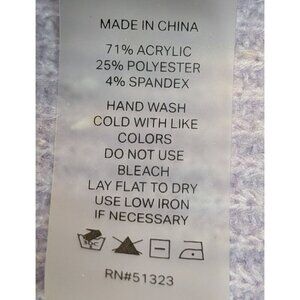 MADE IN CHINA
71% ACRYLIC
25% POLYESTER
4% SPANDEX
HAND WASH
COLD WITH LIKE
COLORS
DO NOT USE
BLEACH
LAY FLAT TO DRY
USE LOW IRON
IF NECESSARY
30C
RN#51323